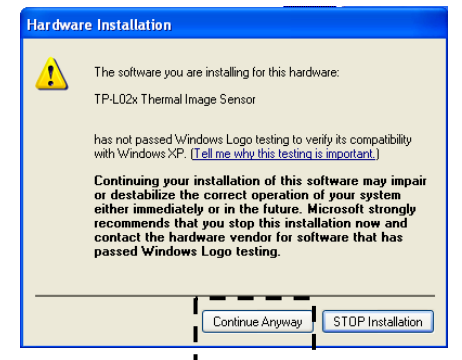 Hardware Installation
The software you are installing for this hardware:
TP-L02x Thermal Image Sensor
has not passed Windows Logo testing to verify its compatibility
with Windows XP. (Tell me why this testing is important.)
Continuing your installation of this software may impair
or destabilize the correct operation of your system
either immediately or in the future. Microsoft strongly
recommends that you stop this installation now and
contact the hardware vendor for software that has
passed Windows Logo testing.
Continue Anyway
STOP Installation